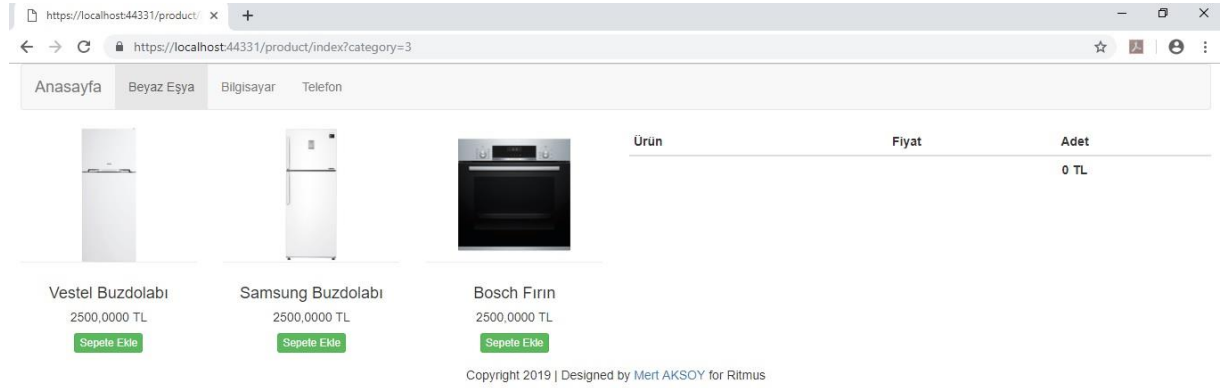 https://localhost:44331/product/
https://localhost:44331/product/index?category=3
Anasayfa Beyaz Eşya Bilgisayar Telefon
Ürün Fiyat Adet
0 TL
Vestel Buzdolabı Samsung Buzdolabı Bosch Fırın
2500,0000 TL 2500,0000 TL 2500,0000 TL
Sepete Ekle Sepete Ekle Sepete Ekle
Copyright 2019 | Designed by Mert AKSOY for Ritmus